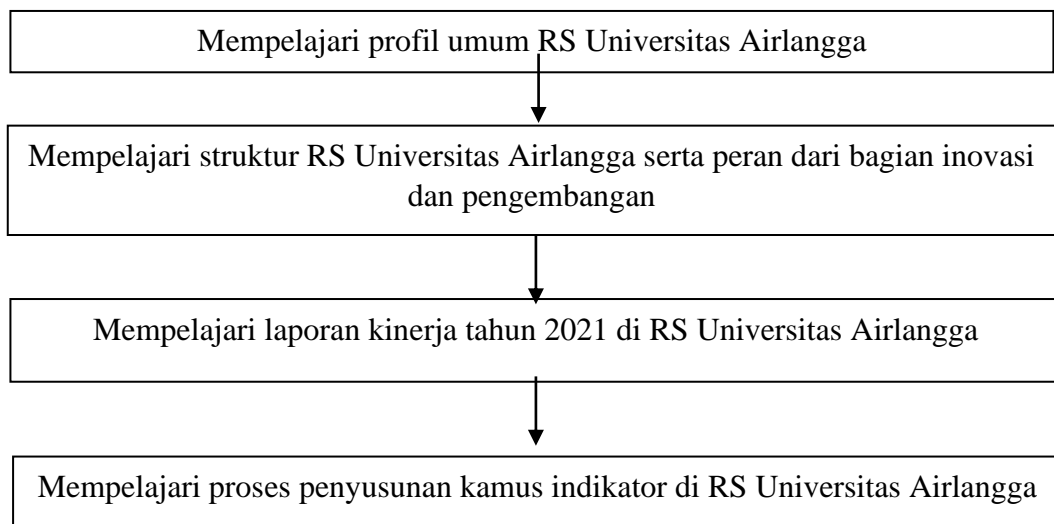 Mempelajari profil umum RS Universitas Airlangga
Mempelajari struktur RS Universitas Airlangga serta peran dari bagian inovasi
dan pengembangan
Mempelajari laporan kinerja tahun 2021 di RS Universitas Airlangga
Mempelajari proses penyusunan kamus indikator di RS Universitas Airlangga